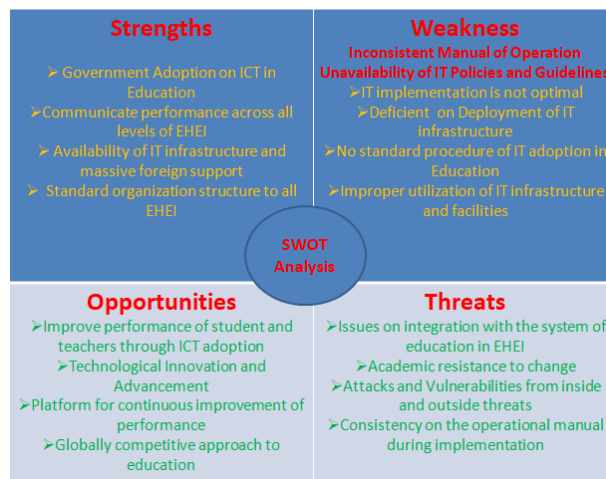 Strengths
➢Government Adoption on ICT in
Education
➢Communicate performance across all
levels of EHEI
➢Availability of IT infrastructure and
massive foreign support
➢ Standard organization structure to all
EHEI
Weakness
Inconsistent Manual of Operation
Unavailability of IT Policies and Guidelines
➢IT implementation is not optimal
➢Deficient on Deployment of IT
infrastructure
➢No standard procedure of IT adoption in
Education
➢Improper utilization of IT infrastructure
and facilities
SWOT
Analysis
Opportunities
➢Improve performance of student and
teachers through ICT adoption
➢Technological Innovation and
Advancement
➢Platform for continuous improvement of
performance
➢Globally competitive approach to
education
Threats
➢Issues on integration with the system of
education in EHEI
➢Academic resistance to change
➢Attacks and Vulnerabilities from inside
and outside threats
➢Consistency on the operational manual
during implementation